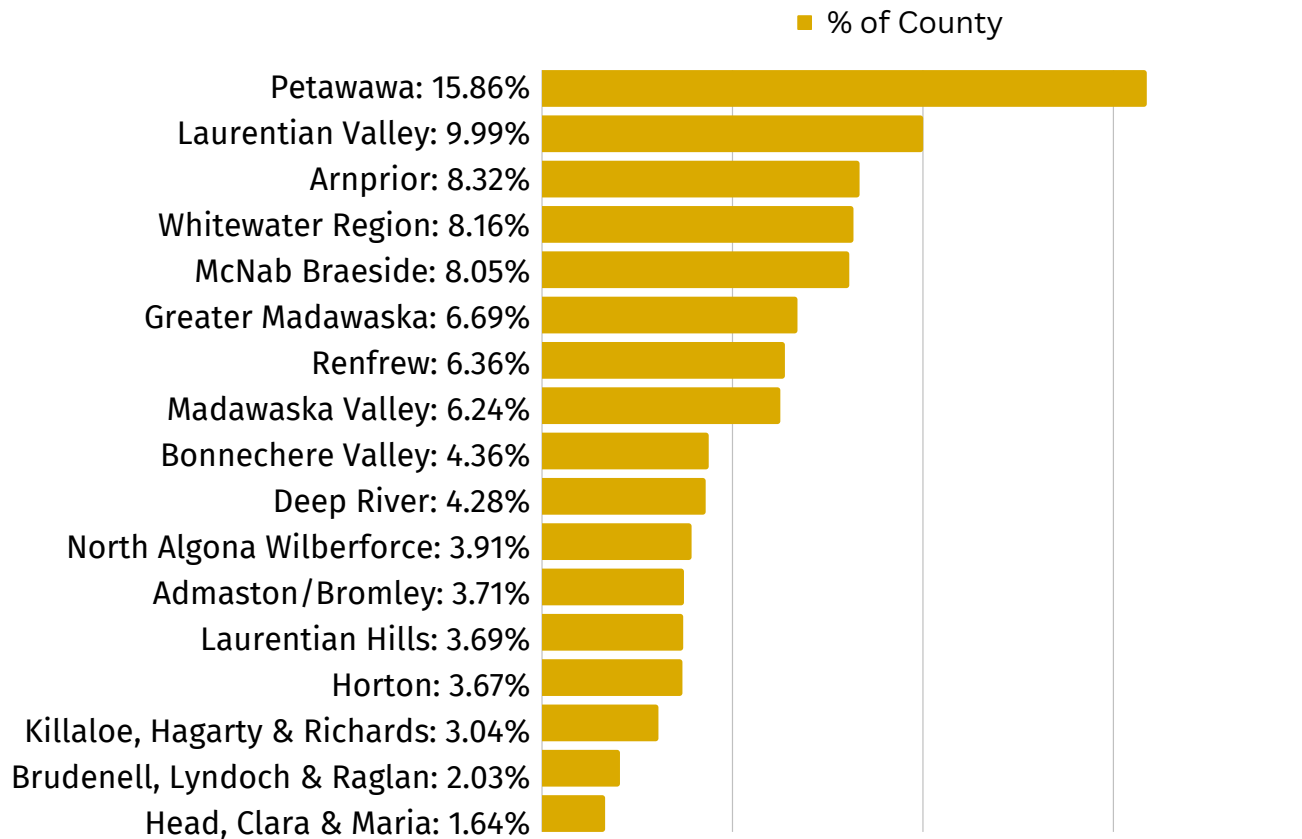 % of County
Petawawa: 15.86%
Laurentian Valley: 9.99%
Arnprior: 8.32%
Whitewater Region: 8.16%
McNab Braeside: 8.05%
Greater Madawaska: 6.69%
Renfrew: 6.36%
Madawaska Valley: 6.24%
Bonnechere Valley: 4.36%
Deep River: 4.28%
North Algona Wilberforce: 3.91%
Admaston/Bromley: 3.71%
Laurentian Hills: 3.69%
Horton: 3.67%
Killaloe, Hagarty & Richards: 3.04%
Brudenell, Lyndoch & Raglan: 2.03%
Head, Clara & Maria: 1.64%